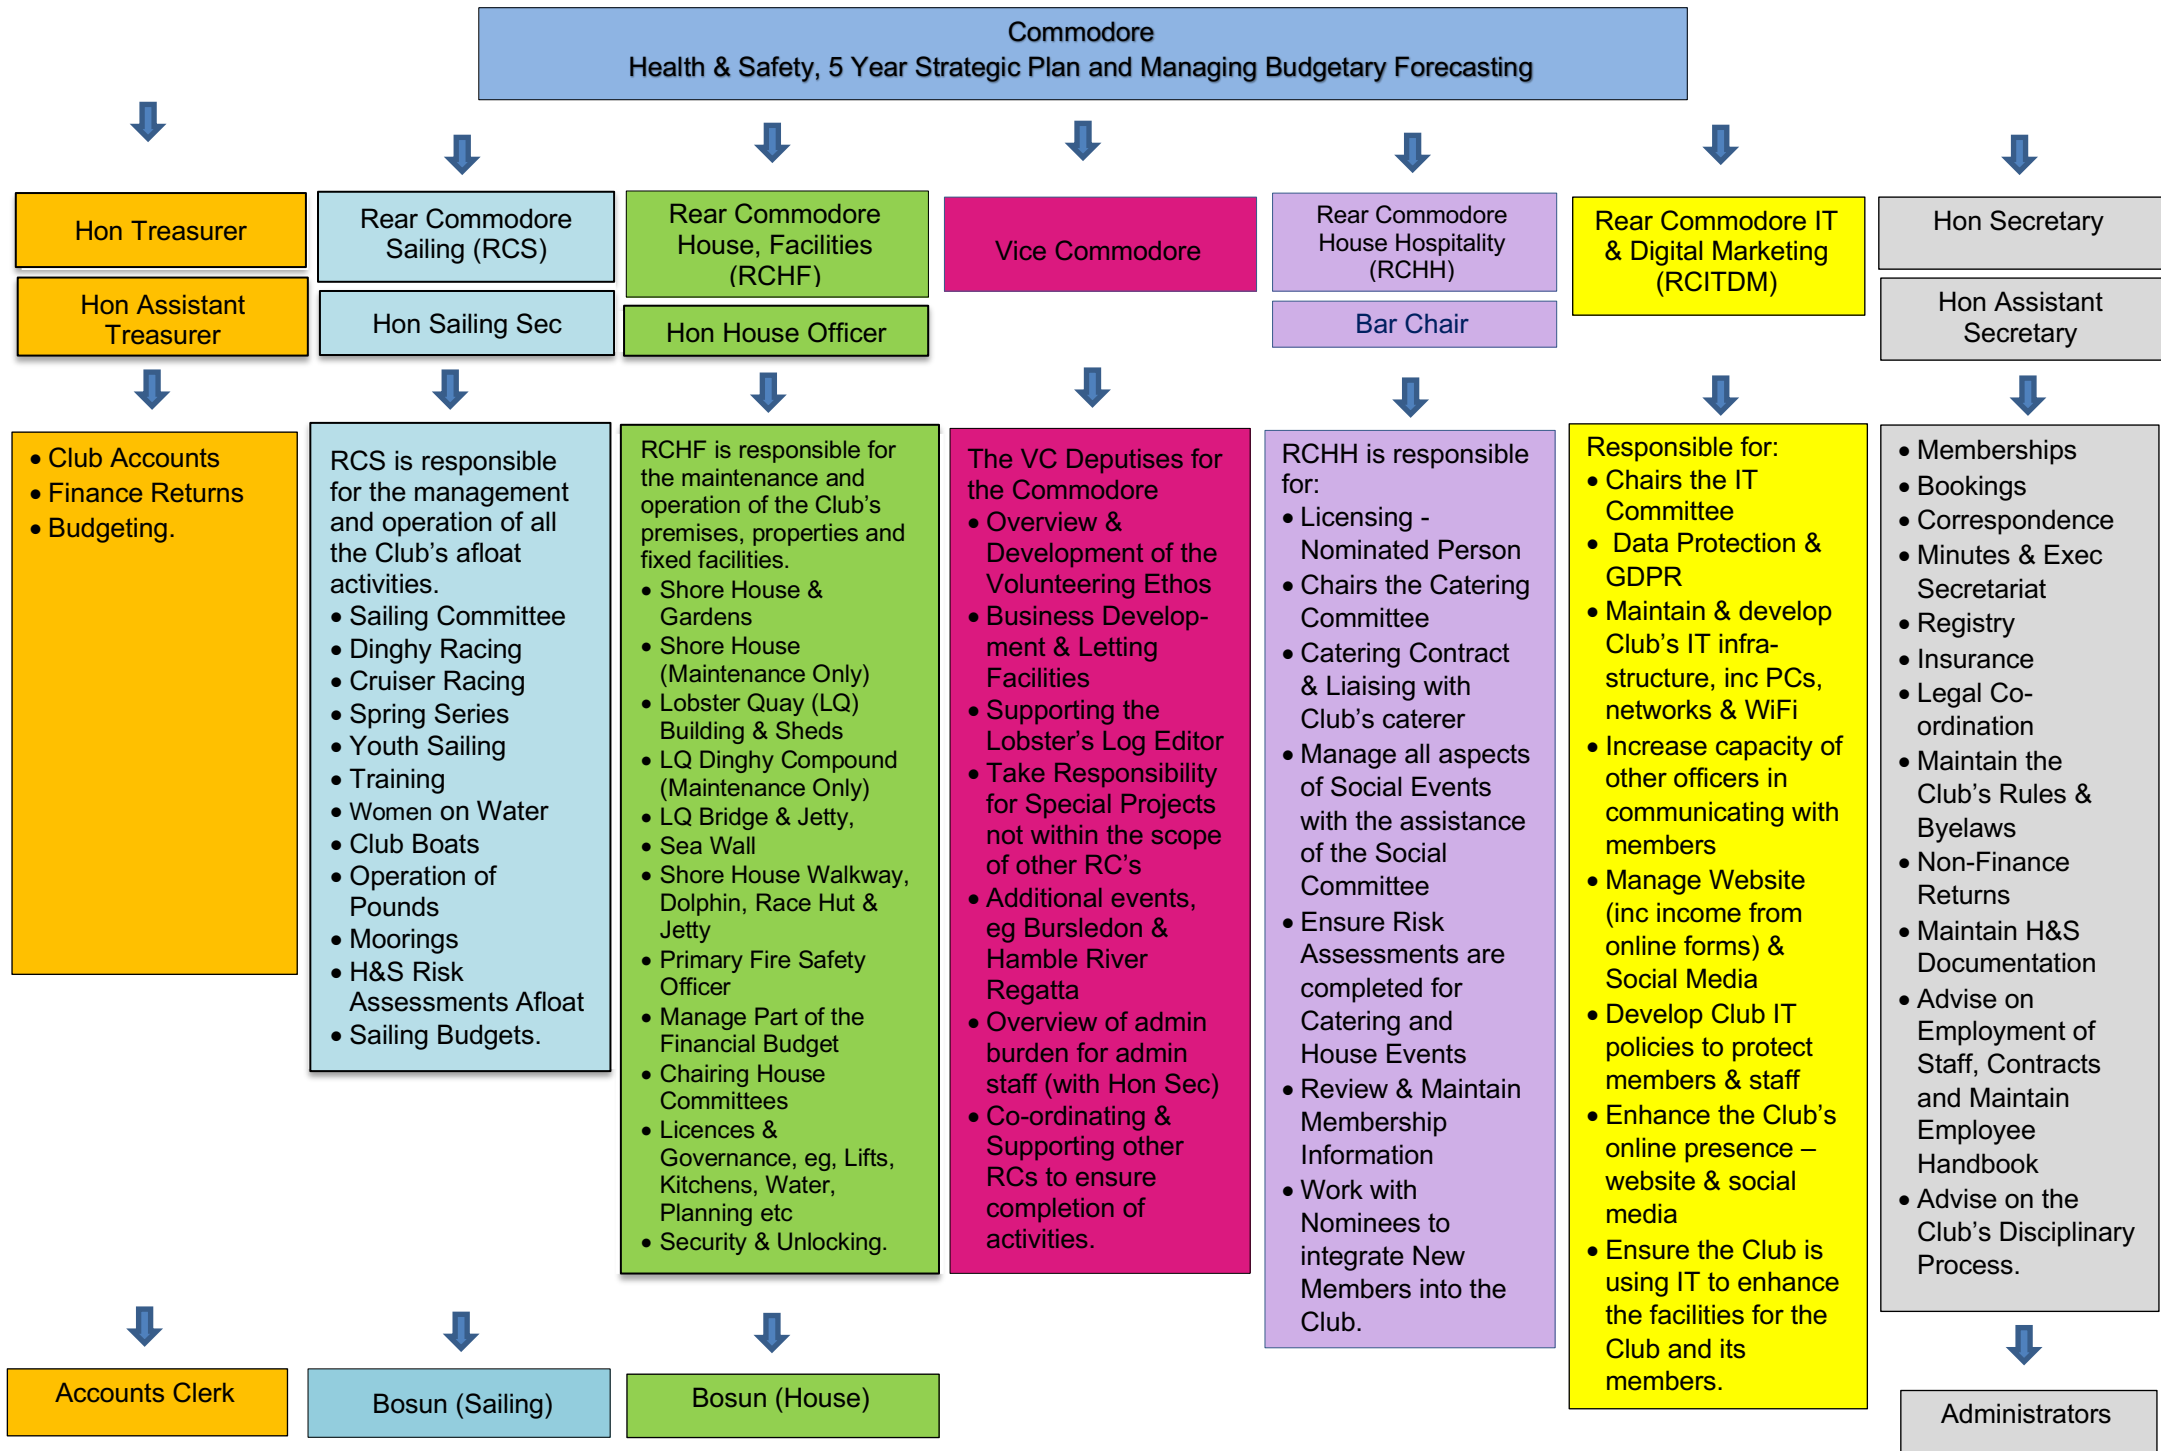 Commodore
Health & Safety, 5 Year Strategic Plan and Managing Budgetary Forecasting
Hon Treasurer
Hon Assistant
Treasurer
• Club Accounts
• Finance Returns
• Budgeting.
Accounts Clerk
Rear Commodore
Sailing (RCS)
Hon Sailing Sec
RCS is responsible
for the management
and operation of all
the Club’s afloat
activities.
• Sailing Committee
• Dinghy Racing
• Cruiser Racing
• Spring Series
• Youth Sailing
• Training
• Women on Water
• Club Boats
• Operation of
Pounds
• Moorings
• H&S Risk
Assessments Afloat
• Sailing Budgets.
Bosun (Sailing)
Rear Commodore
House, Facilities
(RCHF)
Hon House Officer
RCHF is responsible for
the maintenance and
operation of the Club’s
premises, properties and
fixed facilities.
• Shore House &
Gardens
• Shore House
(Maintenance Only)
• Lobster Quay (LQ)
Building & Sheds
• LQ Dinghy Compound
(Maintenance Only)
• LQ Bridge & Jetty,
• Sea Wall
• Shore House Walkway,
Dolphin, Race Hut &
Jetty
• Primary Fire Safety
Officer
• Manage Part of the
Financial Budget
• Chairing House
Committees
• Licences &
Governance, eg, Lifts,
Kitchens, Water,
Planning etc
• Security & Unlocking.
Bosun (House)
Vice Commodore
The VC Deputises for
the Commodore
• Overview &
Development of the
Volunteering Ethos
• Business Develop-
ment & Letting
Facilities
• Supporting the
Lobster’s Log Editor
• Take Responsibility
for Special Projects
not within the scope
of other RC’s
• Additional events,
eg Bursledon &
Hamble River
Regatta
• Overview of admin
burden for admin
staff (with Hon Sec)
• Co-ordinating &
Supporting other
RCs to ensure
completion of
activities.
Rear Commodore
House Hospitality
(RCHH)
Bar Chair
RCHH is responsible
for:
• Licensing -
Nominated Person
• Chairs the Catering
Committee
• Catering Contract
& Liaising with
Club’s caterer
• Manage all aspects
of Social Events
with the assistance
of the Social
Committee
• Ensure Risk
Assessments are
completed for
Catering and
House Events
• Review & Maintain
Membership
Information
• Work with
Nominees to
integrate New
Members into the
Club.
Rear Commodore IT
& Digital Marketing
(RCITDM)
Responsible for:
• Chairs the IT
Committee
• Data Protection &
GDPR
• Maintain & develop
Club’s IT infra-
structure, inc PCs,
networks & WiFi
• Increase capacity of
other officers in
communicating with
members
• Manage Website
(inc income from
online forms) &
Social Media
• Develop Club IT
policies to protect
members & staff
• Enhance the Club’s
online presence –
website & social
media
• Ensure the Club is
using IT to enhance
the facilities for the
Club and its
members.
Hon Secretary
Hon Assistant
Secretary
• Memberships
• Bookings
• Correspondence
• Minutes & Exec
Secretariat
• Registry
• Insurance
• Legal Co-
ordination
• Maintain the
Club’s Rules &
Byelaws
• Non-Finance
Returns
• Maintain H&S
Documentation
• Advise on
Employment of
Staff, Contracts
and Maintain
Employee
Handbook
• Advise on the
Club’s Disciplinary
Process.
Administrators